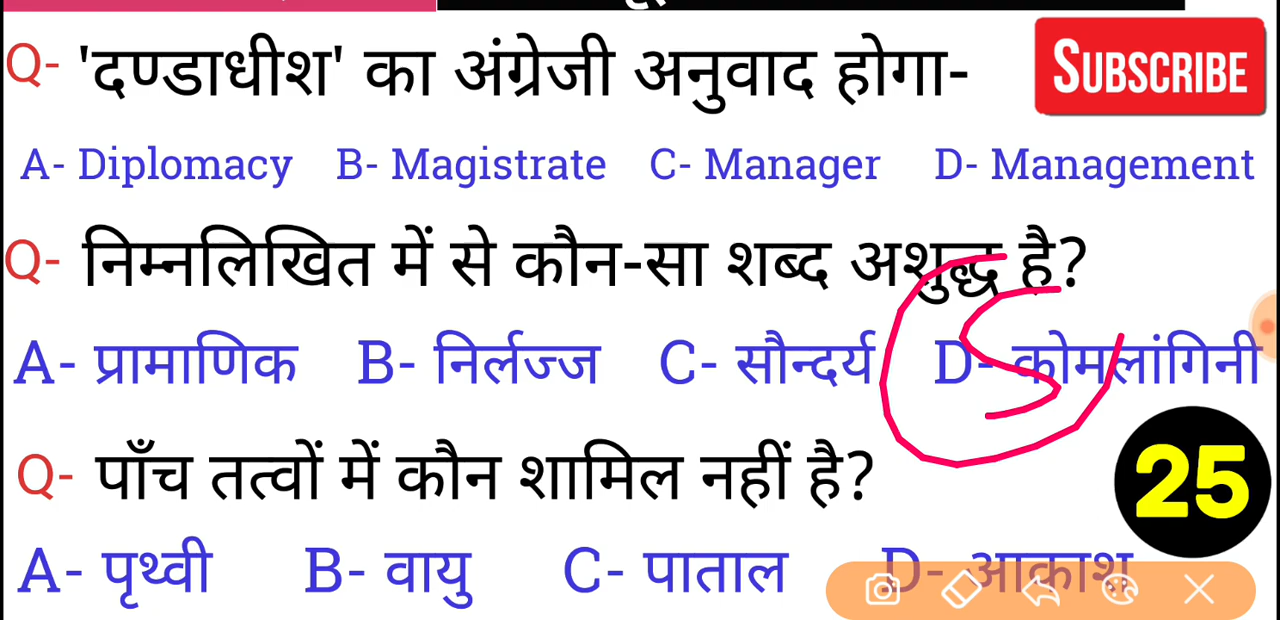 Q- 'दण्डाधीश' का अंग्रेजी अनुवाद होगा-
SUBSCRIBE
A- Diplomacy B- Magistrate C- Manager D- Management
Q- निम्नलिखित में से कौन-सा शब्द अशुद्ध है?
A- प्रामाणिक B- निर्लज्ज C- सौन्दर्य D- कोमलांगिनी
Q- पाँच तत्वों में कौन शामिल नहीं है?
25
A- पृथ्वी B- वायु C- पाताल D- आकाश